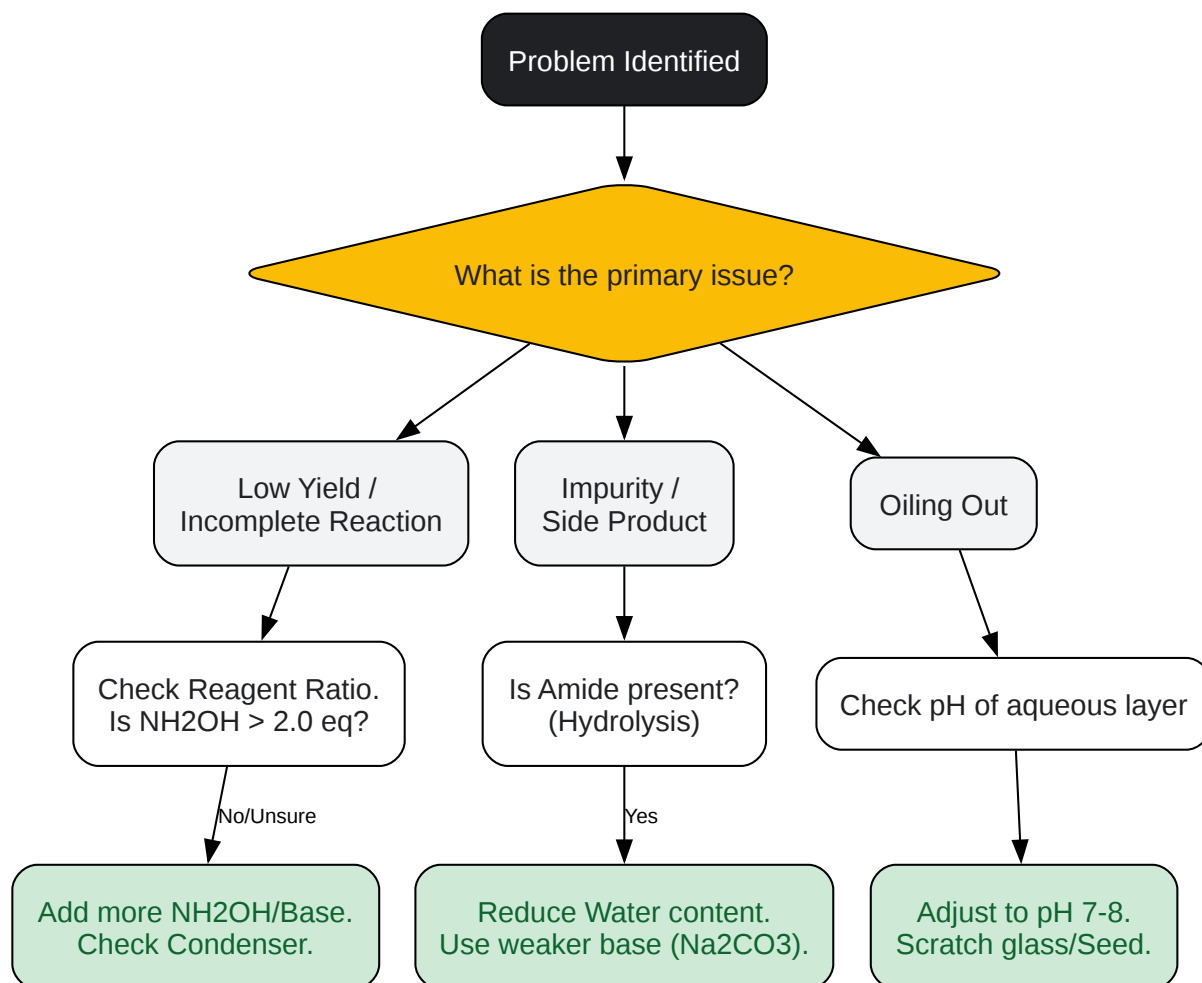 Problem Identified
What is the primary issue?
Low Yield /
Incomplete Reaction
Impurity /
Side Product
Oiling Out
Check Reagent Ratio.
Is NH2OH > 2.0 eq?
Is Amide present?
(Hydrolysis)
Check pH of aqueous layer
No/Unsure
Yes
Add more NH2OH/Base.
Check Condenser.
Reduce Water content.
Use weaker base (Na2CO3).
Adjust to pH 7-8.
Scratch glass/Seed.